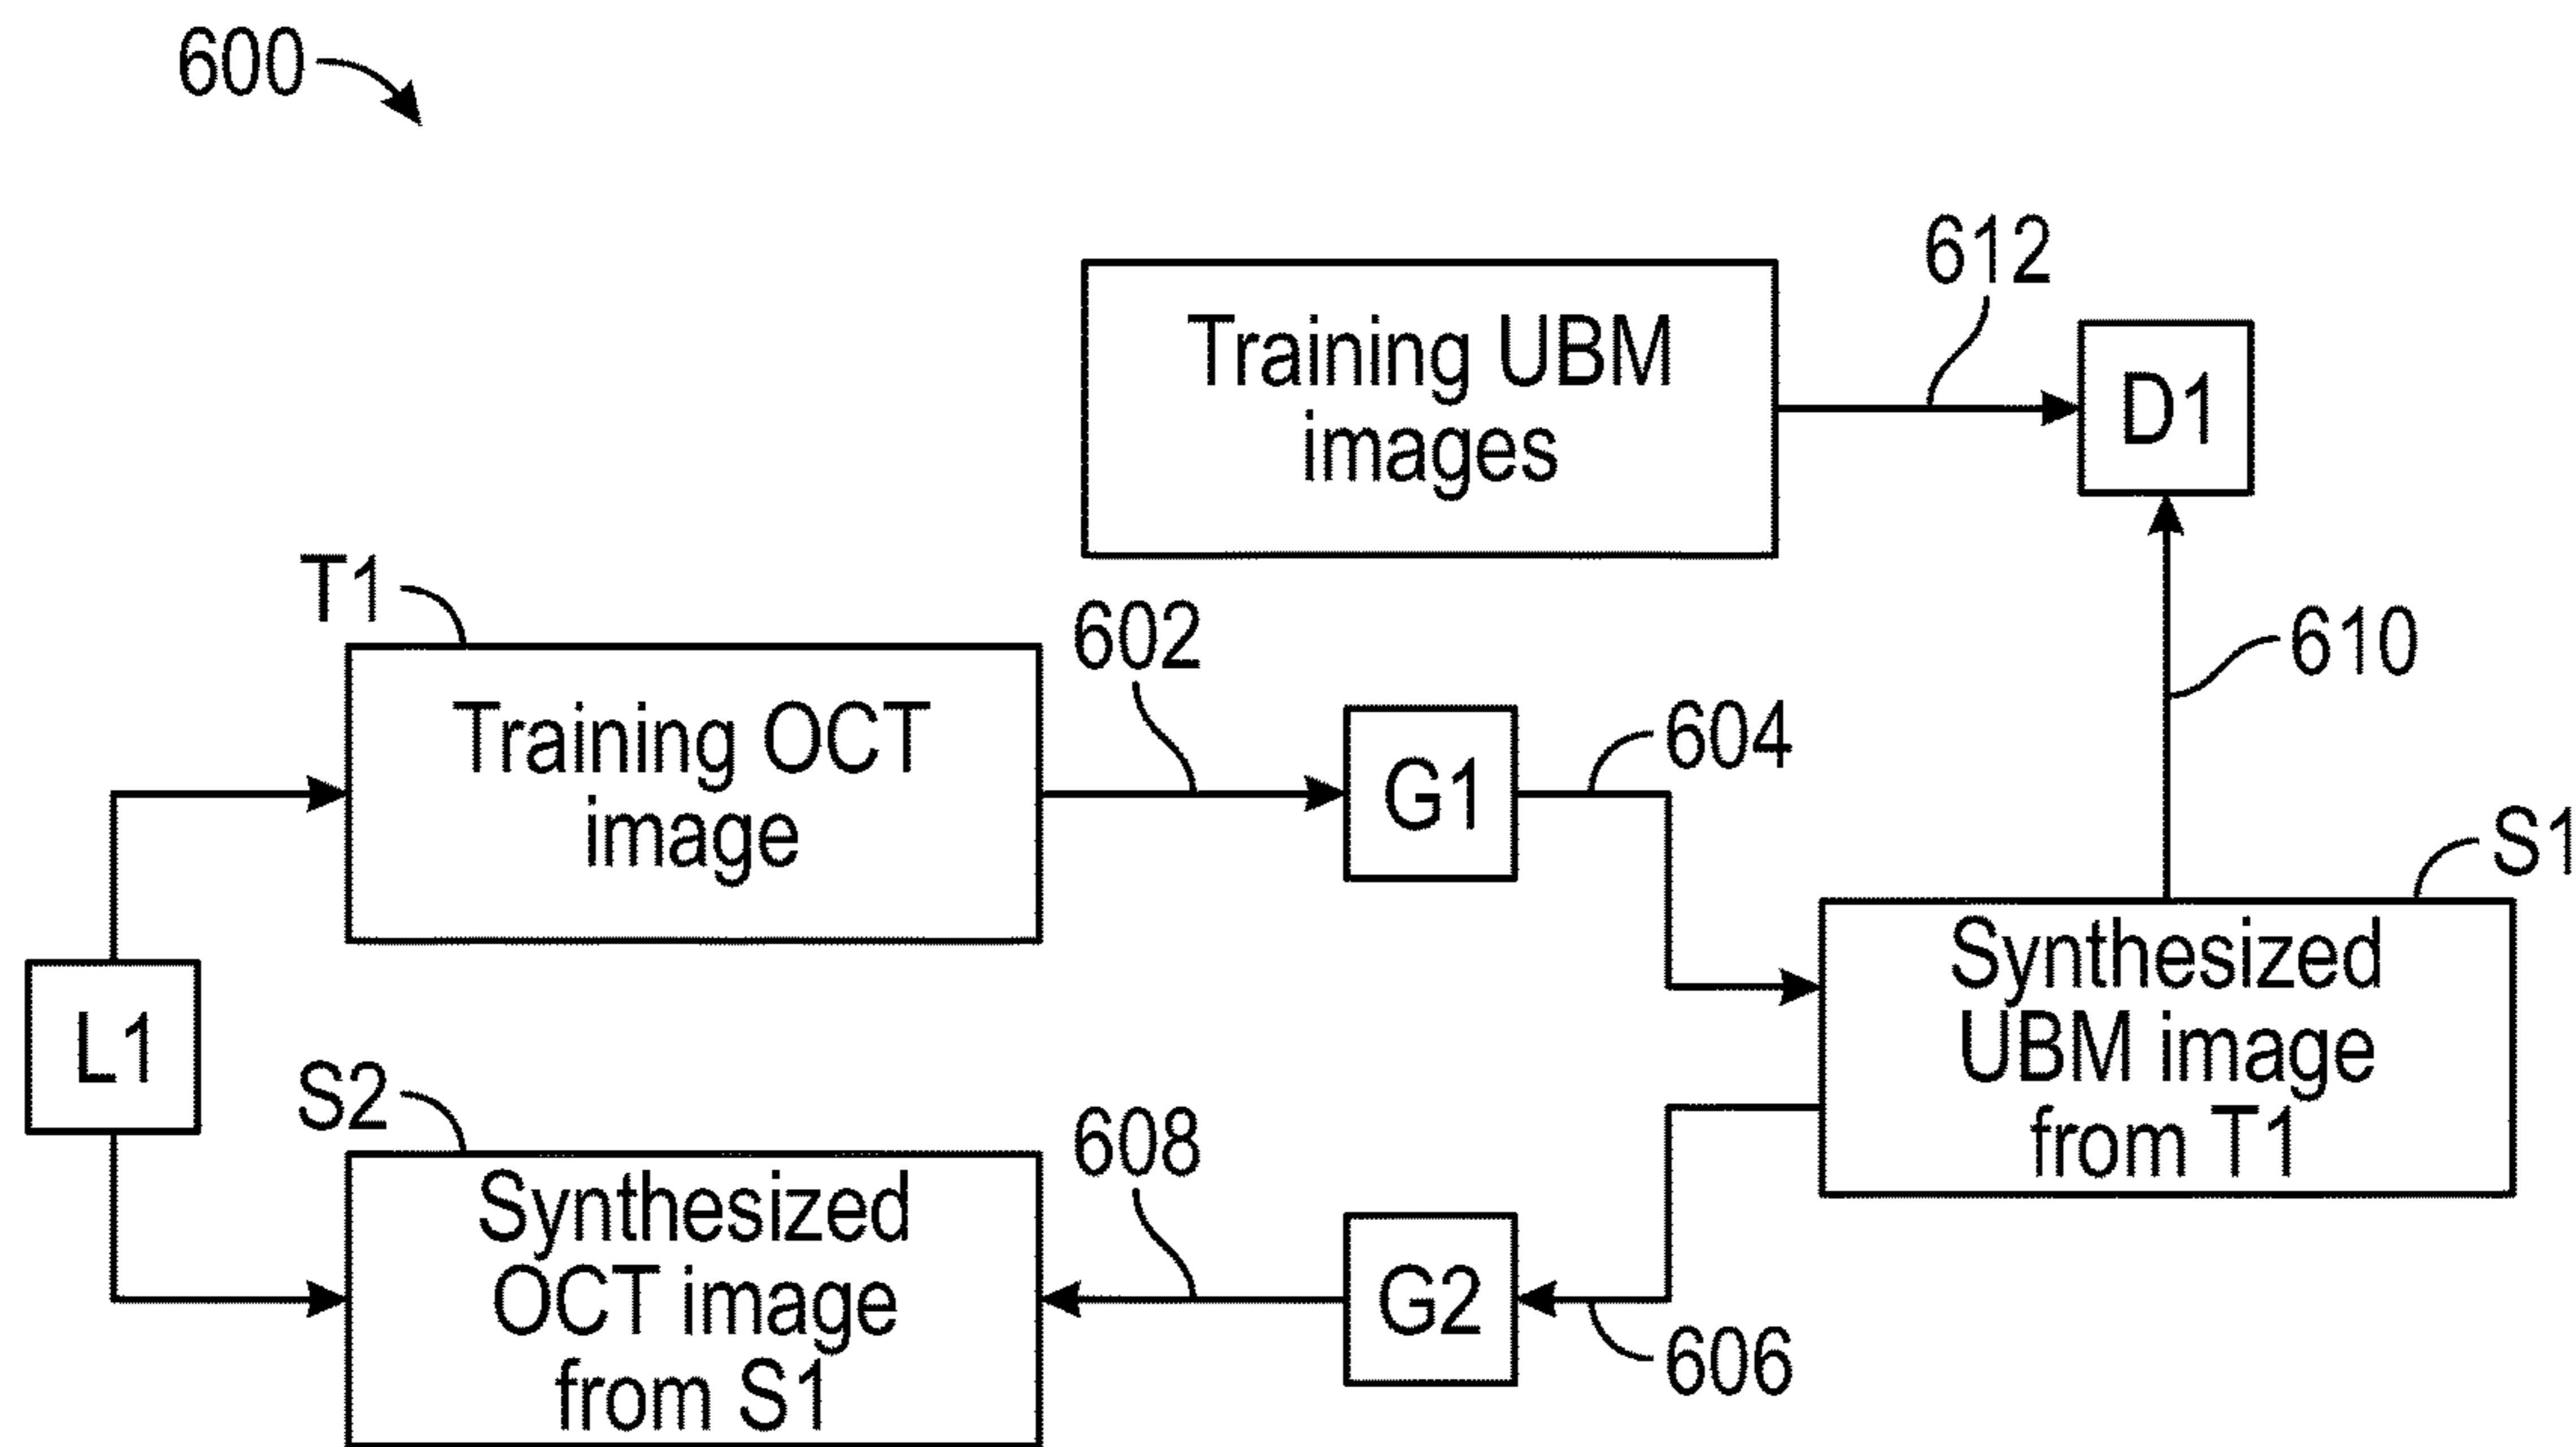 600
612
Training UBM
images
D1
T1
602
610
Training OCT
image
G1
604
S1
L1
Synthesized
UBM image
from T1
S2
608
Synthesized
OCT image
from S1
G2
606